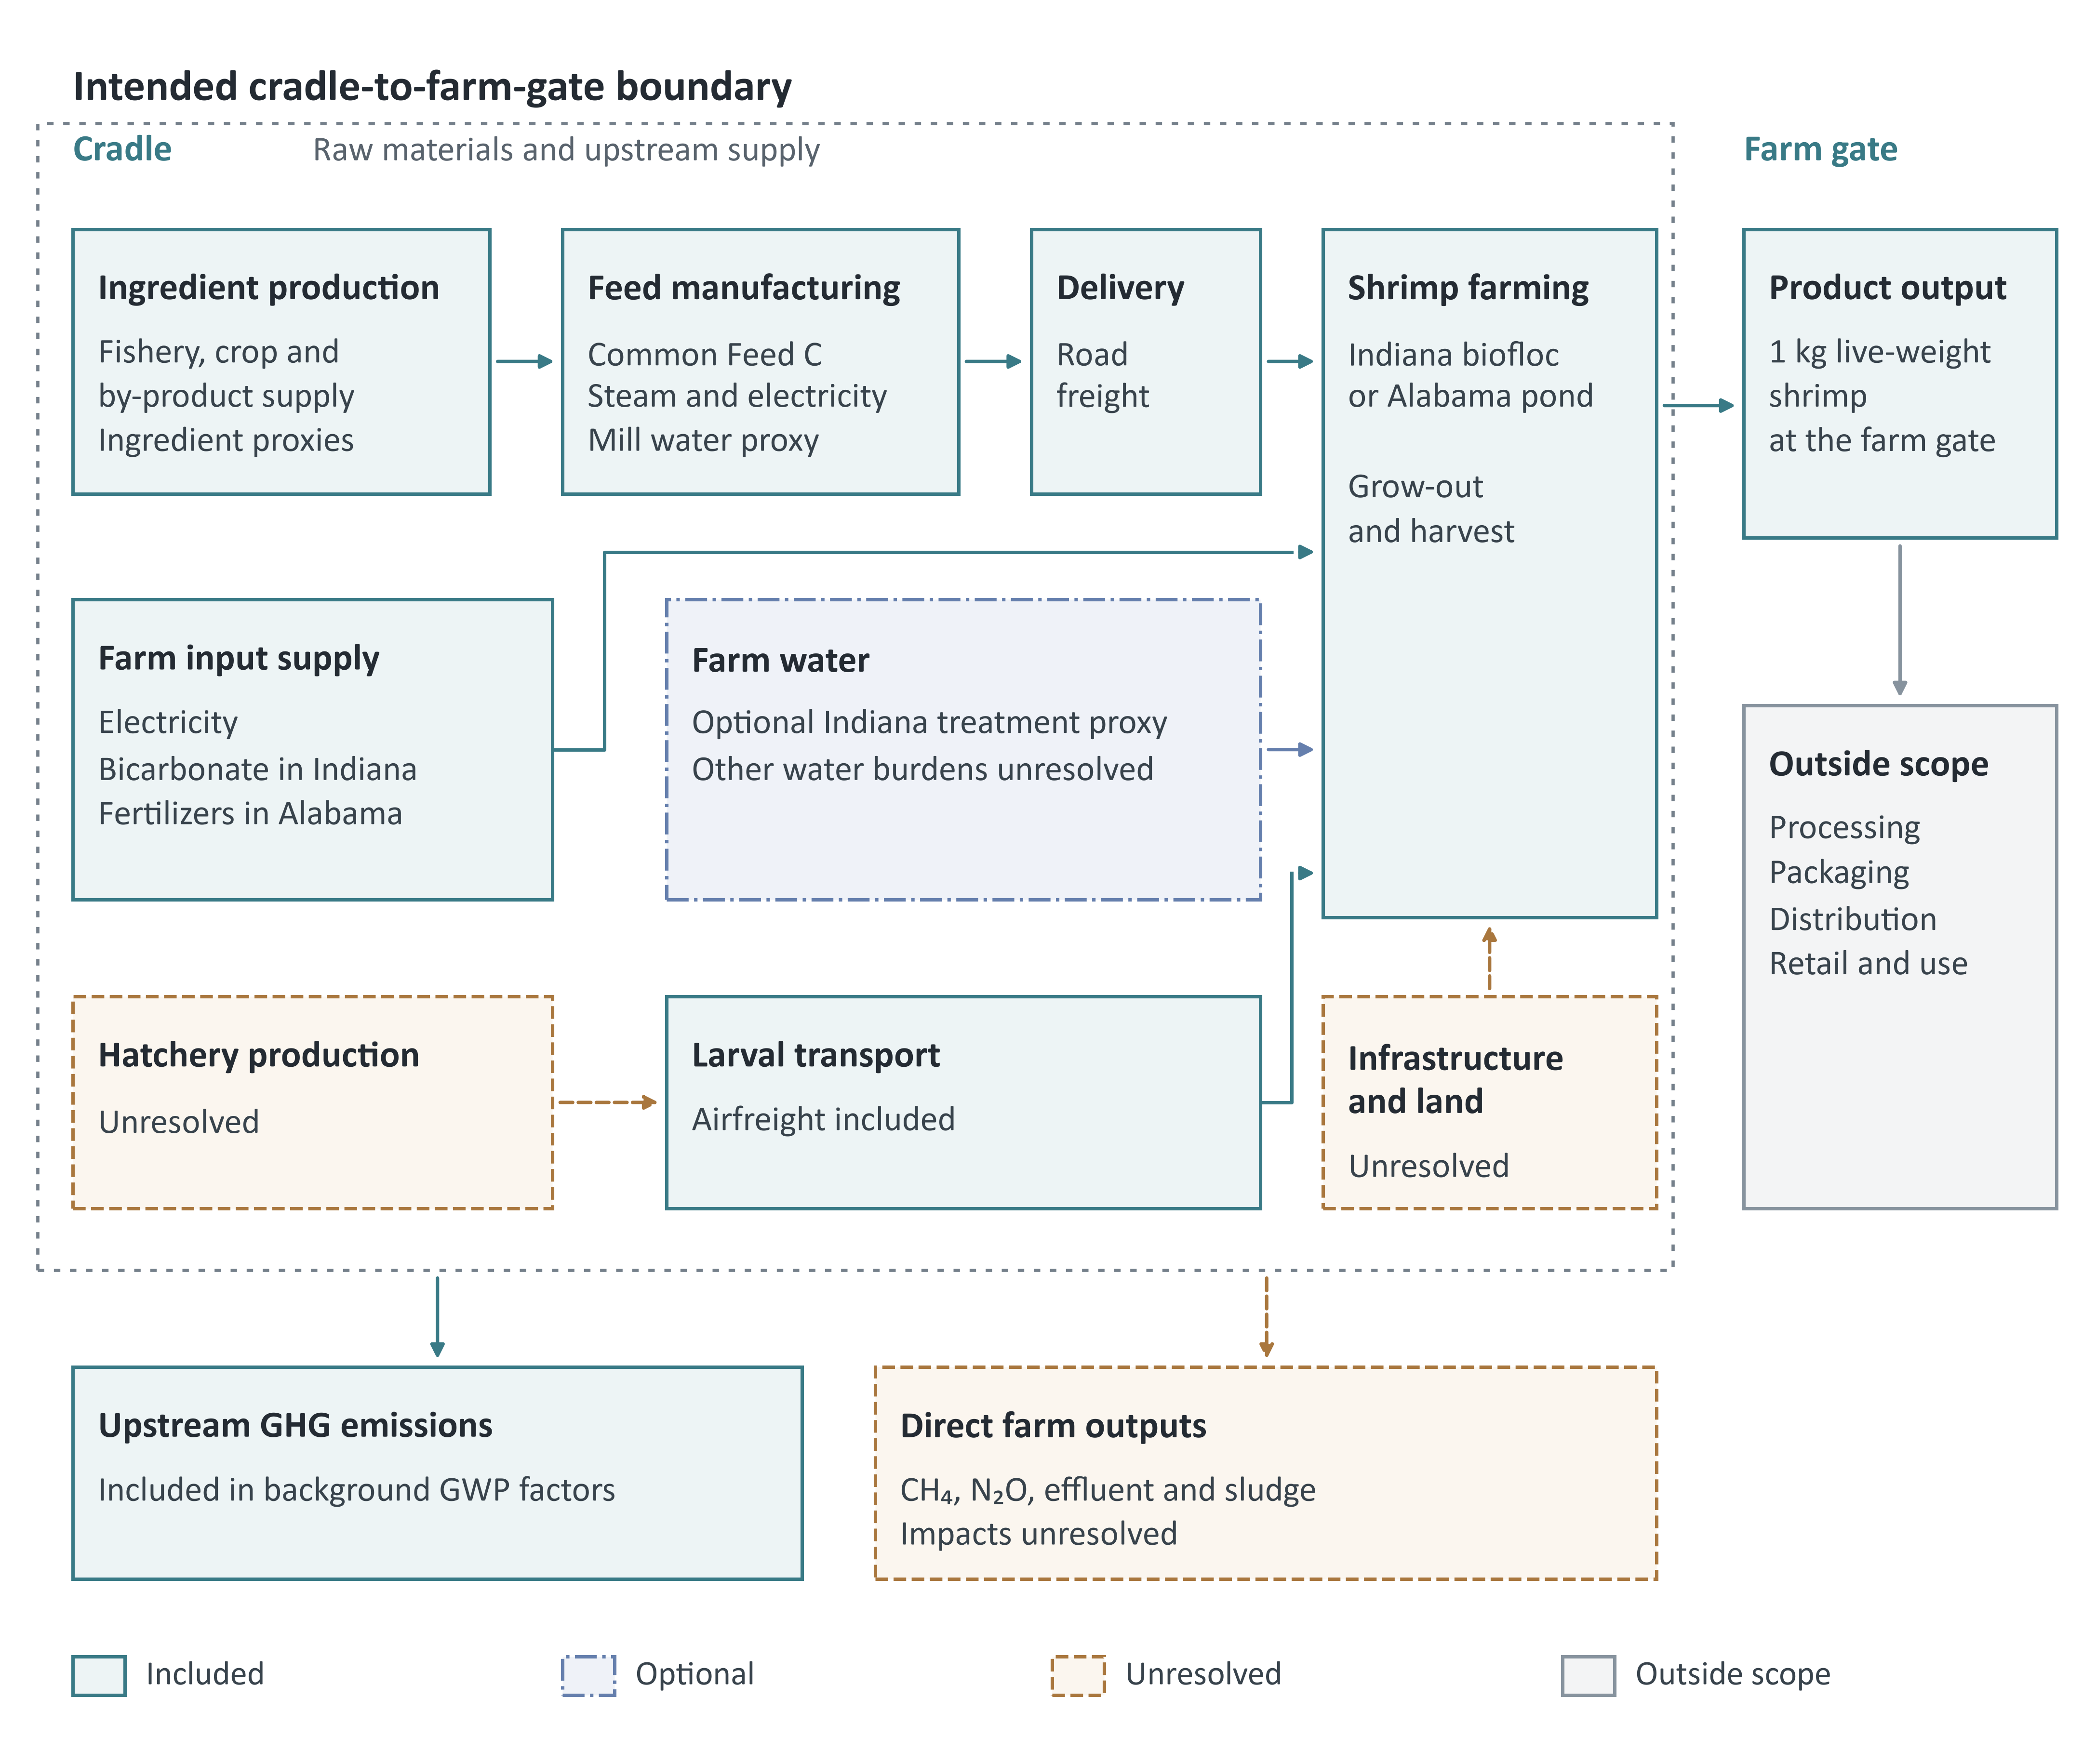 Intended cradle-to-farm-gate boundary
Cradle
Raw materials and upstream supply
Farm gate
Ingredient production
Fishery, crop and
by-product supply
Ingredient proxies
Feed manufacturing
Common Feed C
Steam and electricity
Mill water proxy
Delivery
Road
freight
Shrimp farming
Indiana biofloc
or Alabama pond
Grow-out
and harvest
Product output
1 kg live-weight
shrimp
at the farm gate
Farm input supply
Electricity
Bicarbonate in Indiana
Fertilizers in Alabama
Farm water
Optional Indiana treatment proxy
Other water burdens unresolved
Outside scope
Processing
Packaging
Distribution
Retail and use
Hatchery production
Unresolved
Larval transport
Airfreight included
Infrastructure
and land
Unresolved
Upstream GHG emissions
Included in background GWP factors
Direct farm outputs
CH₄, N₂O, effluent and sludge
Impacts unresolved
Included
Optional
Unresolved
Outside scope